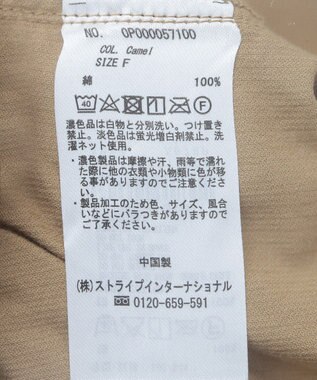 NO. 0P000057100
COL. Camel
SIZE F
綿 100%
40 F
濃色品は白物と分別洗い。つけ置き
禁止。淡色品は蛍光増白剤禁止。洗
濯ネット使用。
・濃色製品は摩擦や汗、雨等で濡れ
た際に他の衣類や小物類に色が移
る事がありますのでご注意くださ
い。
・製品加工のため色、サイズ、風合
いなどにバラつきがありますので
ご了承ください。
中国製
(株)ストライプインターナショナル
0120-659-591